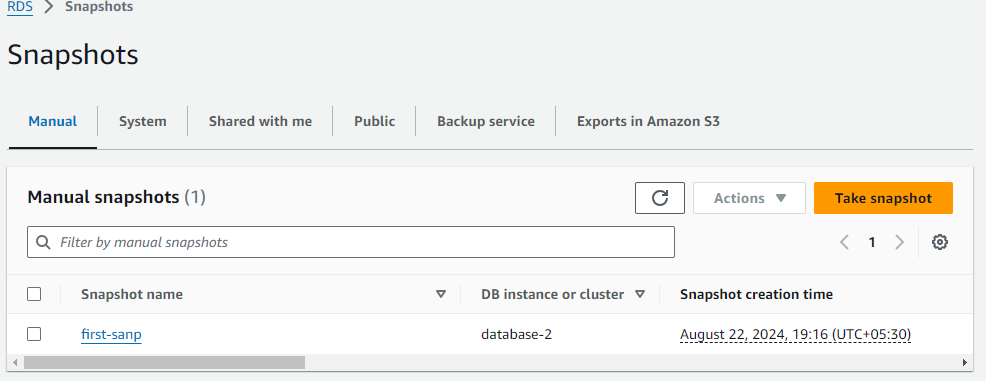 RDS > Snapshots
Snapshots
Manual System Shared with me Public Backup service Exports in Amazon S3
Manual snapshots (1) Actions Take snapshot
Filter by manual snapshots 1
Snapshot name DB instance or cluster Snapshot creation time
first-sanp database-2 August 22, 2024, 19:16 (UTC+05:30)